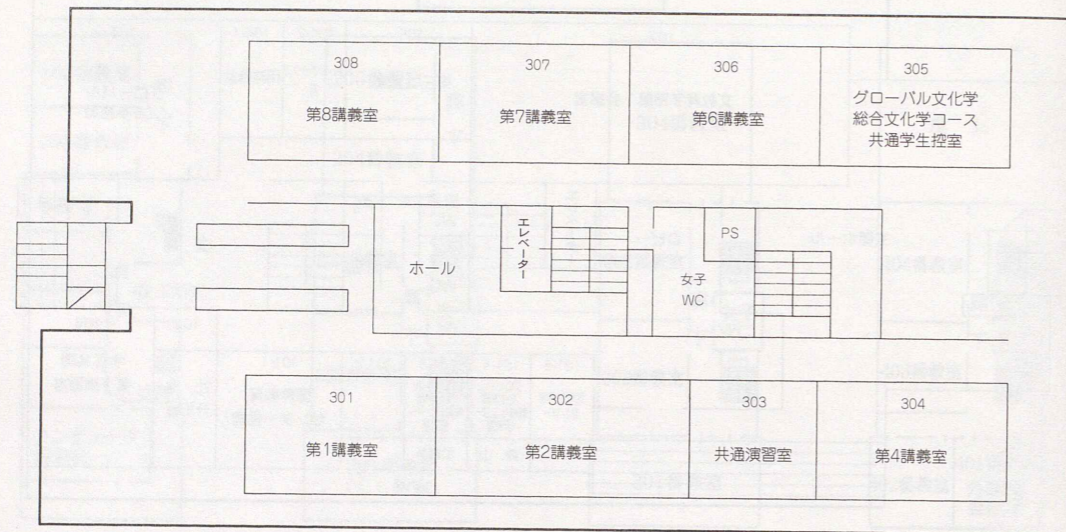 308
第8講義室
307
第7講義室
306
第6講義室
305
グローバル文化学
総合文化学コース
共通学生控室
ホール
エレベーター
PS
女子
WC
301
第1講義室
302
第2講義室
303
共通演習室
304
第4講義室